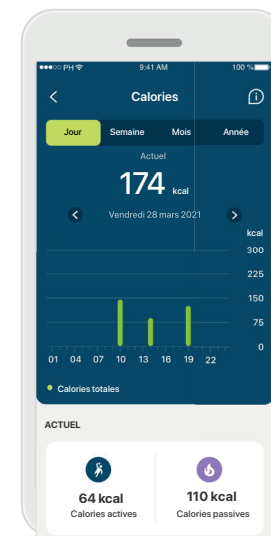 PH 9:41 AM 100 %
Calories
Jour Semaine Mois Année
Actuel
174 kcal
Vendredi 28 mars 2021
kcal
300
225
150
75
0
01 04 07 10 13 16 19 22
Calories totales
ACTUEL
64 kcal 110 kcal
Calories actives Calories passives